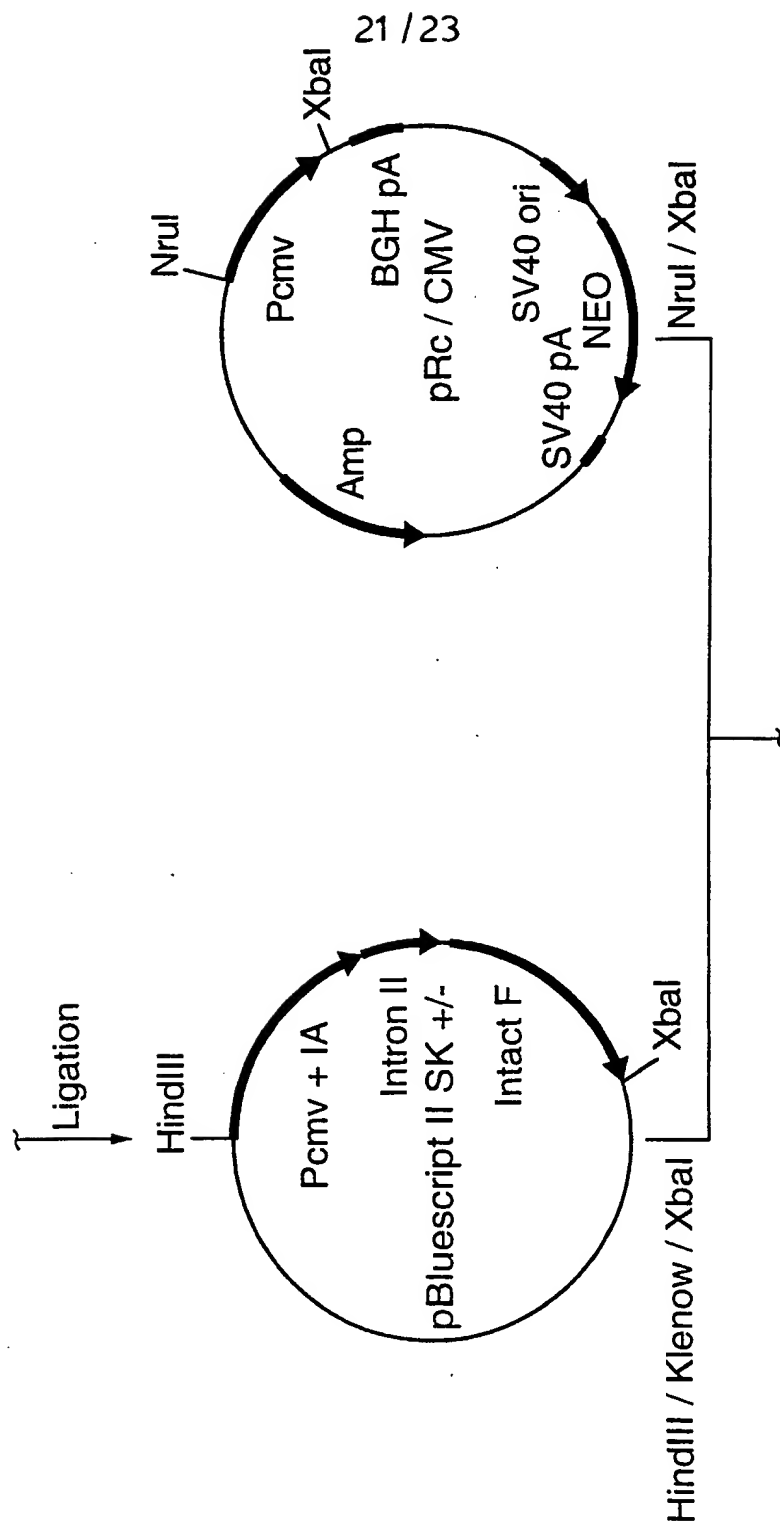 21 / 23
Ligation
HindIII
Pcmv + IA
Intron II
pBluescript II SK +/-
Intact F
XbaI
HindIII / Klenow / XbaI
NruI
XbaI
Pcmv
BGH pA
pRc / CMV
SV40 ori
NEO
SV40 pA
Amp
NruI / XbaI